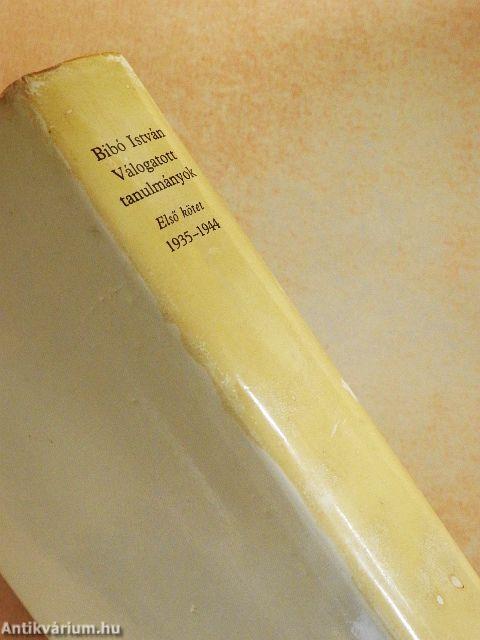 Bibó István
Válogatott
tanulmányok
Első kötet
1935–1944
Antikvárium.hu